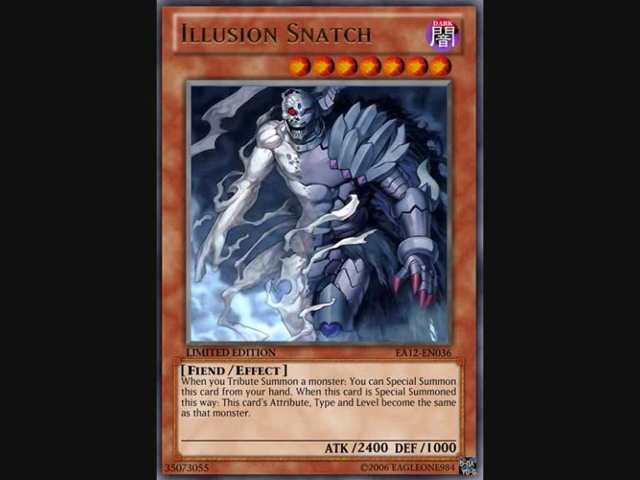 ILLUSION SNATCH
DARK
闇
LIMITED EDITION EA12-EN036
[FIEND/EFFECT]
When you Tribute Summon a monster: You can Special Summon
this card from your hand. When this card is Special Summoned
this way: This card's Attribute, Type and Level become the same
as that monster.
ATK/2400 DEF/1000
35073055 ©2006 EAGLEONE984